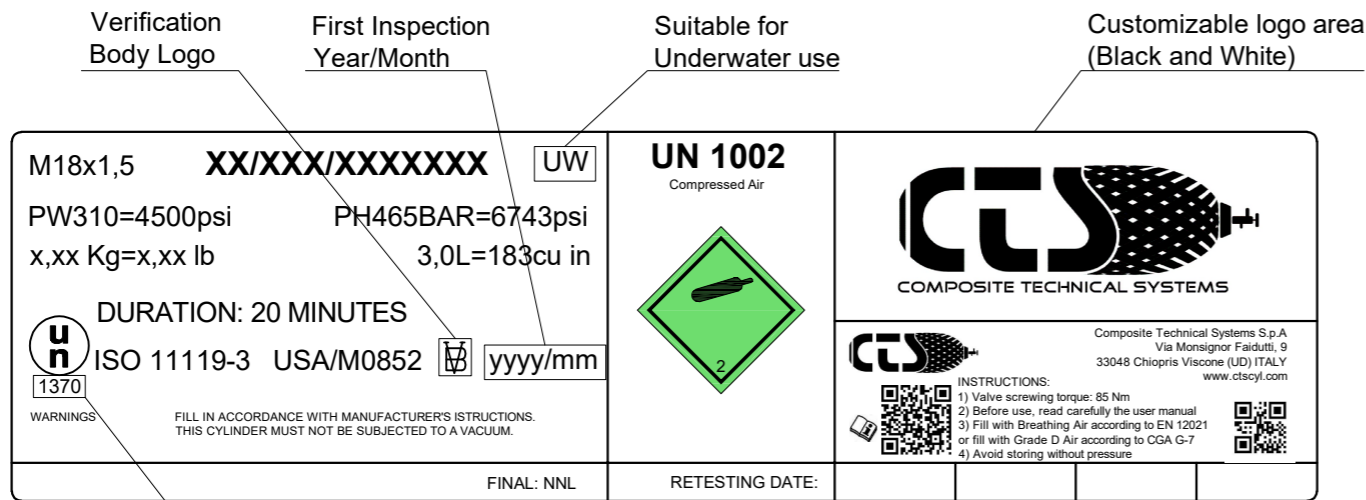 Verification
Body Logo
First Inspection
Year/Month
Suitable for
Underwater use
Customizable logo area
(Black and White)
M18x1,5
XX/XXX/XXXXXXX
UW
PW310=4500psi
PH465BAR=6743psi
x,xx Kg=x,xx lb
3,0L=183cu in
DURATION: 20 MINUTES
un
ISO 11119-3
USA/M0852
VB
yyyy/mm
1370
WARNINGS
FILL IN ACCORDANCE WITH MANUFACTURER'S ISTRUCTIONS.
THIS CYLINDER MUST NOT BE SUBJECTED TO A VACUUM.
FINAL: NNL
UN 1002
Compressed Air
2
RETESTING DATE:
CTS
COMPOSITE TECHNICAL SYSTEMS
CTS
Composite Technical Systems S.p.A
Via Monsignor Faidutti, 9
33048 Chiopris Viscone (UD) ITALY
www.ctscyl.com
INSTRUCTIONS:
1) Valve screwing torque: 85 Nm
2) Before use, read carefully the user manual
3) Fill with Breathing Air according to EN 12021
or fill with Grade D Air according to CGA G-7
4) Avoid storing without pressure